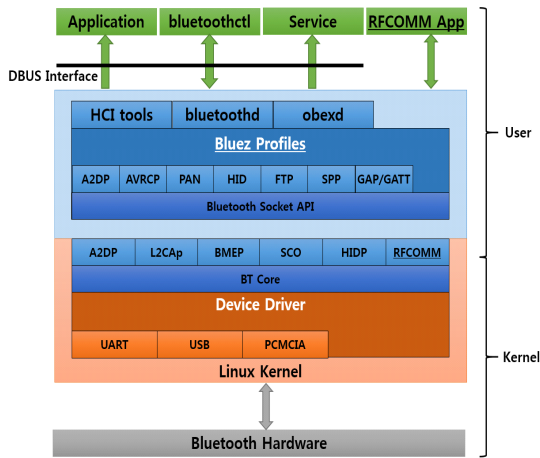 Application bluetoothctl Service RFCOMM App
DBUS Interface
HCI tools bluetoothd obexd
User
Bluez Profiles
A2DP AVRCP PAN HID FTP SPP GAP/GATT
Bluetooth Socket API
A2DP L2CAp BMEP SCO HIDP RFCOMM
BT Core
Device Driver
UART USB PCMCIA
Kernel
Linux Kernel
Bluetooth Hardware